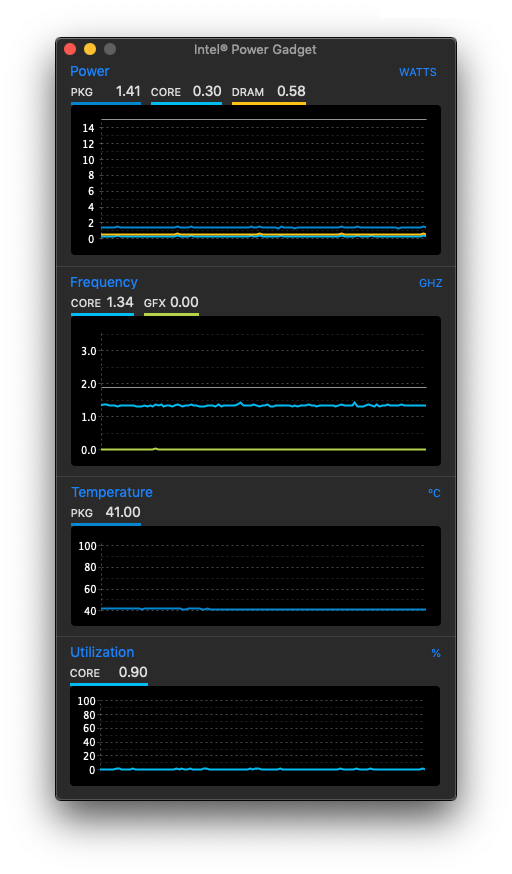 Intel® Power Gadget
Power WATTS
PKG 1.41 CORE 0.30 DRAM 0.58
14
12
10
8
6
4
2
0
Frequency GHZ
CORE 1.34 GFX 0.00
3.0
2.0
1.0
0.0
Temperature ºC
PKG 41.00
100
80
60
40
Utilization %
CORE 0.90
100
80
60
40
20
0